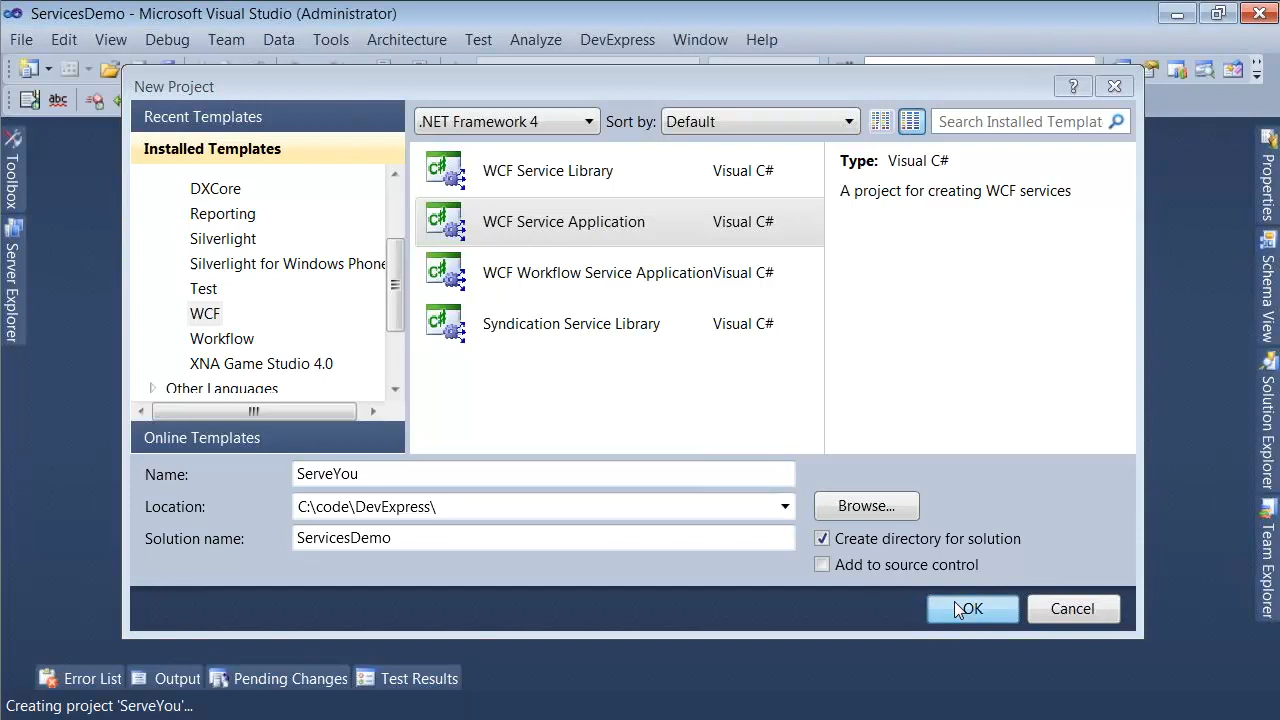 ServicesDemo - Microsoft Visual Studio (Administrator)
File Edit View Debug Team Data Tools Architecture Test Analyze DevExpress Window Help
New Project
Recent Templates
Installed Templates
DXCore
Reporting
Silverlight
Silverlight for Windows Phone
Test
WCF
Workflow
XNA Game Studio 4.0
Other Languages
Online Templates
.NET Framework 4 Sort by: Default Search Installed Templat
WCF Service Library Visual C#
WCF Service Application Visual C#
WCF Workflow Service Application Visual C#
Syndication Service Library Visual C#
Type: Visual C#
A project for creating WCF services
Name: ServeYou
Location: C:\code\DevExpress\ Browse...
Solution name: ServicesDemo
Create directory for solution
Add to source control
OK Cancel
Toolbox
Server Explorer
Properties
Schema View
Solution Explorer
Team Explorer
Error List Output Pending Changes Test Results
Creating project 'ServeYou'...